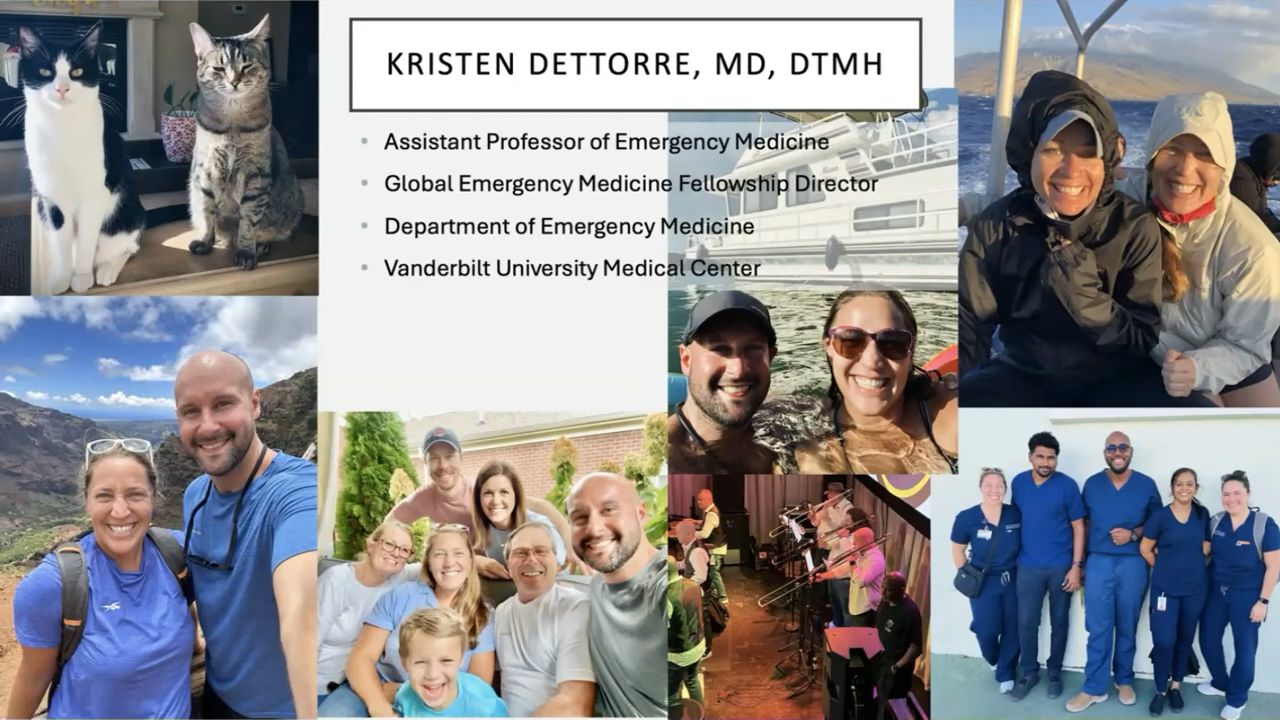 KRISTEN DETTORRE, MD, DTMH
Assistant Professor of Emergency Medicine
Global Emergency Medicine Fellowship Director
Department of Emergency Medicine
Vanderbilt University Medical Center